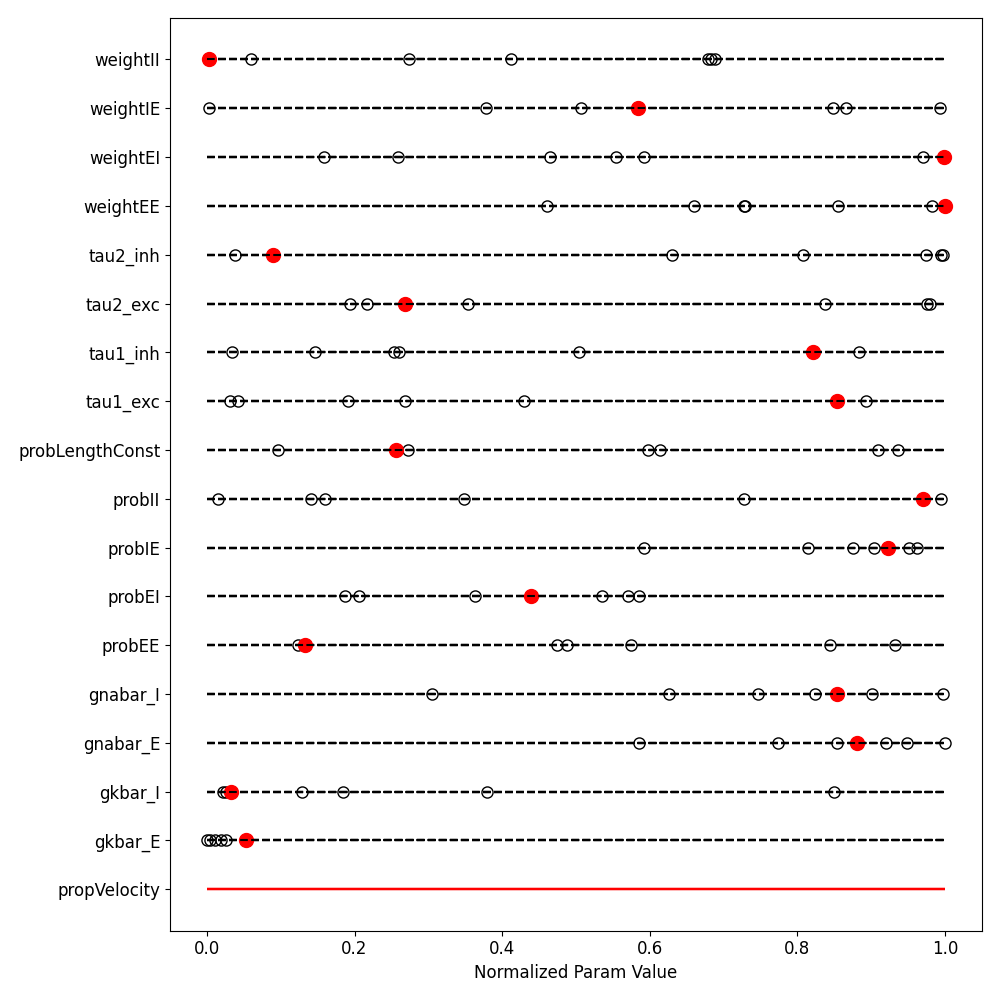 weightII
weightIE
weightEI
weightEE
tau2_inh
tau2_exc
tau1_inh
tau1_exc
probLengthConst
probII
probIE
probEI
probEE
gnabar_I
gnabar_E
gkbar_I
gkbar_E
propVelocity
0.0 0.2 0.4 0.6 0.8 1.0
Normalized Param Value